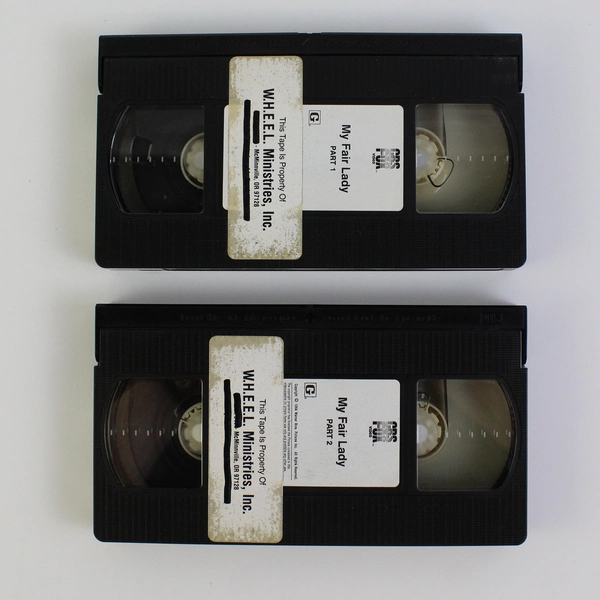 This Tape Is Property Of
W.H.E.E.L. Ministries, Inc.
McMinnville, OR 97128
G
My Fair Lady
PART 1
CBS
FOX
VIDEO
This Tape Is Property Of
W.H.E.E.L. Ministries, Inc.
McMinnville, OR 97128
G
My Fair Lady
PART 2
CBS
FOX